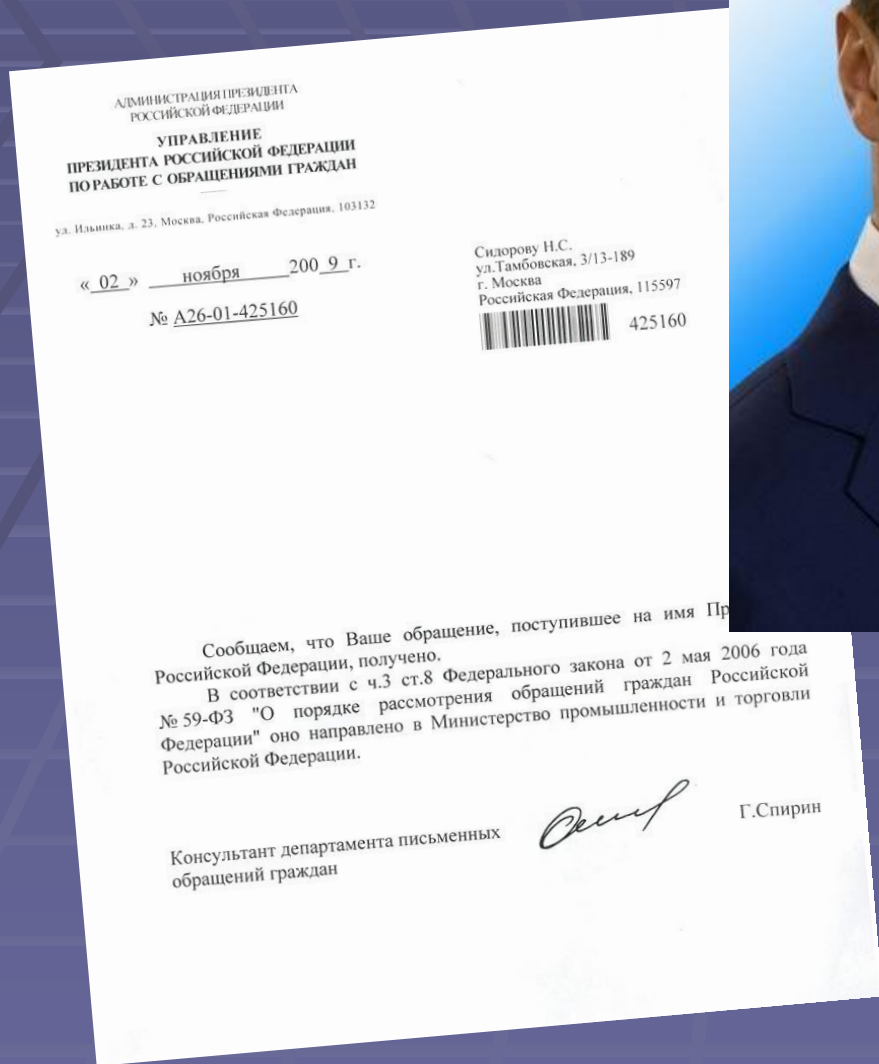 АДМИНИСТРАЦИЯ ПРЕЗИДЕНТА
РОССИЙСКОЙ ФЕДЕРАЦИИ
УПРАВЛЕНИЕ
ПРЕЗИДЕНТА РОССИЙСКОЙ ФЕДЕРАЦИИ
ПО РАБОТЕ С ОБРАЩЕНИЯМИ ГРАЖДАН
ул. Ильинка, д. 23, Москва, Российская Федерация, 103132
« 02 » ноября 200 9 г.
№ А26-01-425160
Сидорову Н.С.
ул.Тамбовская, 3/13-189
г. Москва
Российская Федерация, 115597
425160
Сообщаем, что Ваше обращение, поступившее на имя Пр
Российской Федерации, получено.
В соответствии с ч.3 ст.8 Федерального закона от 2 мая 2006 года
№ 59-ФЗ "О порядке рассмотрения обращений граждан Российской
Федерации" оно направлено в Министерство промышленности и торговли
Российской Федерации.
Консультант департамента письменных
обращений граждан
Г.Спирин